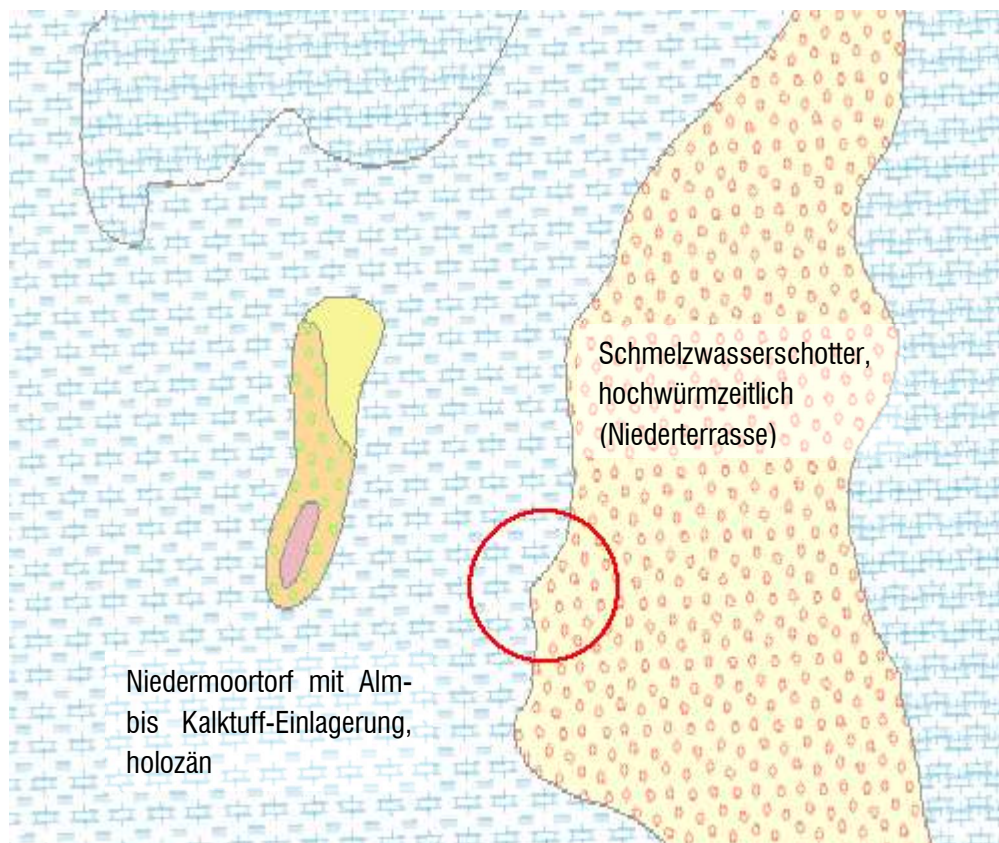 Schmelzwasserschotter,
hochwürmzeitlich
(Niederterrasse)
Niedermoortorf mit Alm-
bis Kalktuff-Einlagerung,
holozän